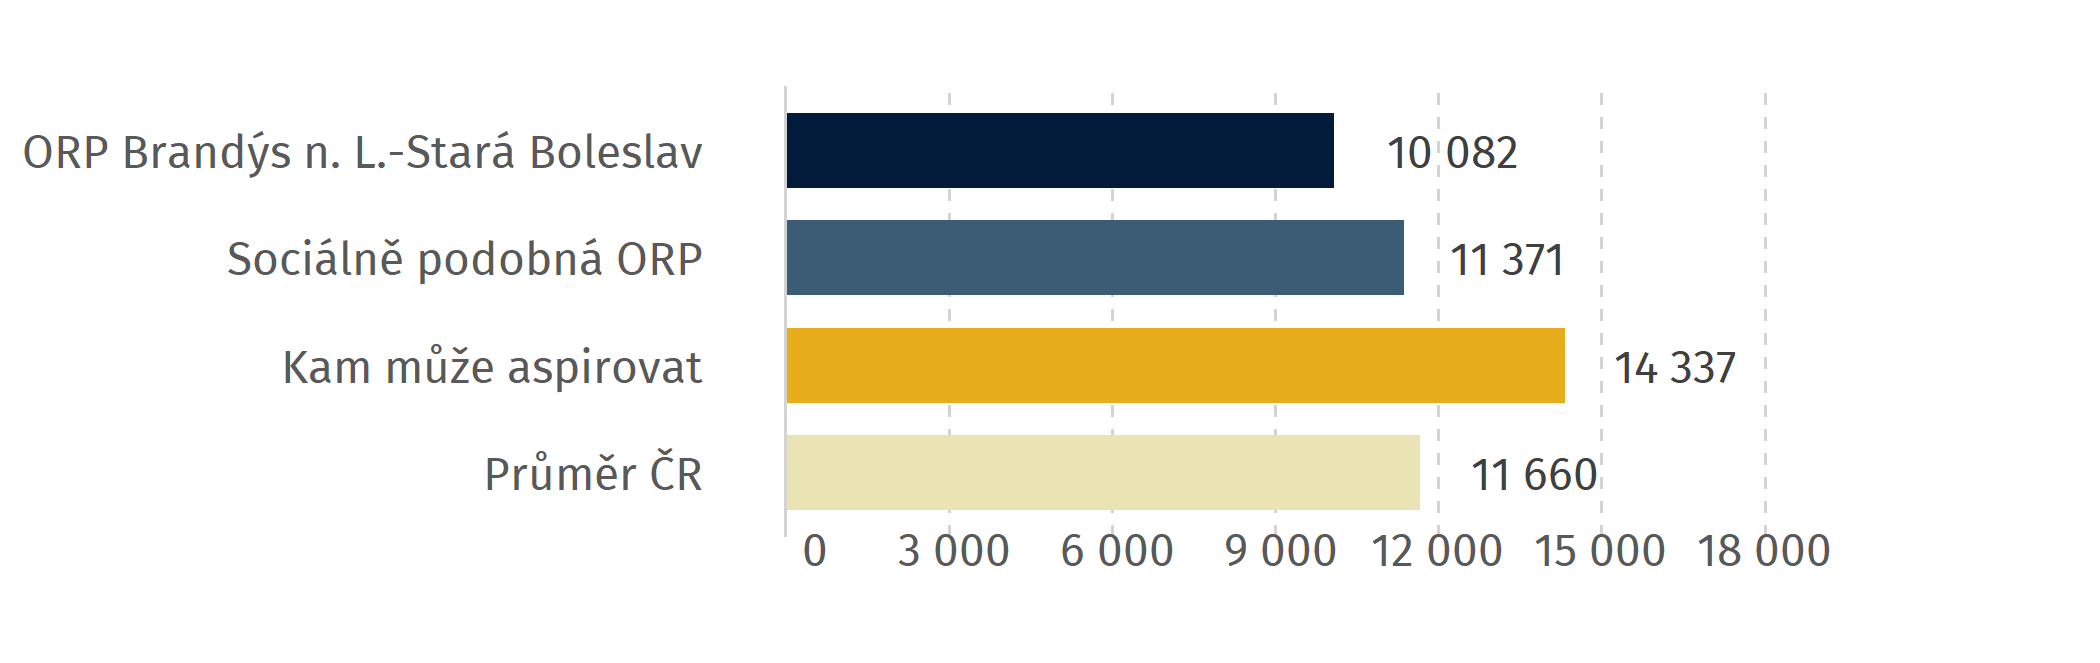 ORP Brandýs n. L.-Stará Boleslav 10 082
Sociálně podobná ORP 11 371
Kam může aspirovat 14 337
Průměr ČR 11 660
0 3 000 6 000 9 000 12 000 15 000 18 000